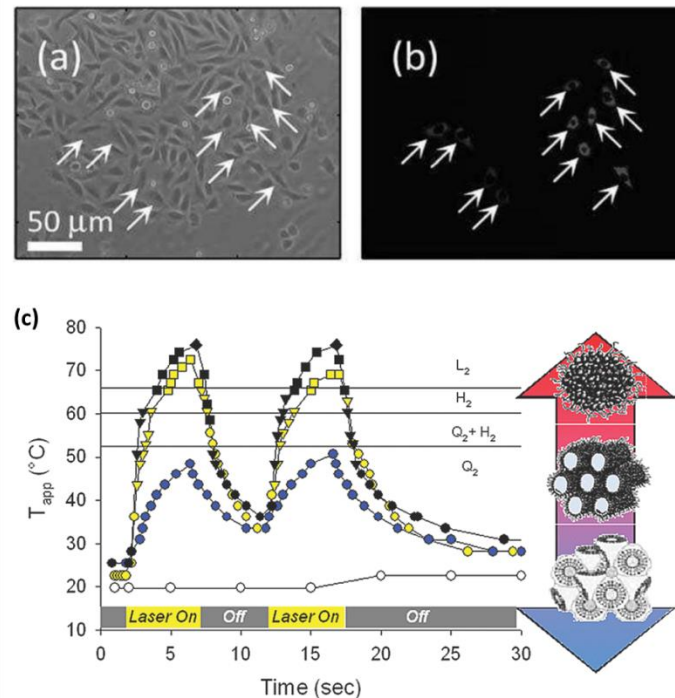 (a)
50 μm
(b)
(c)
80
70
60
50
40
30
20
10
T_app (°C)
L₂
H₂
Q₂+ H₂
Q₂
Laser On
Off
Laser On
Off
0
5
10
15
20
25
30
Time (sec)